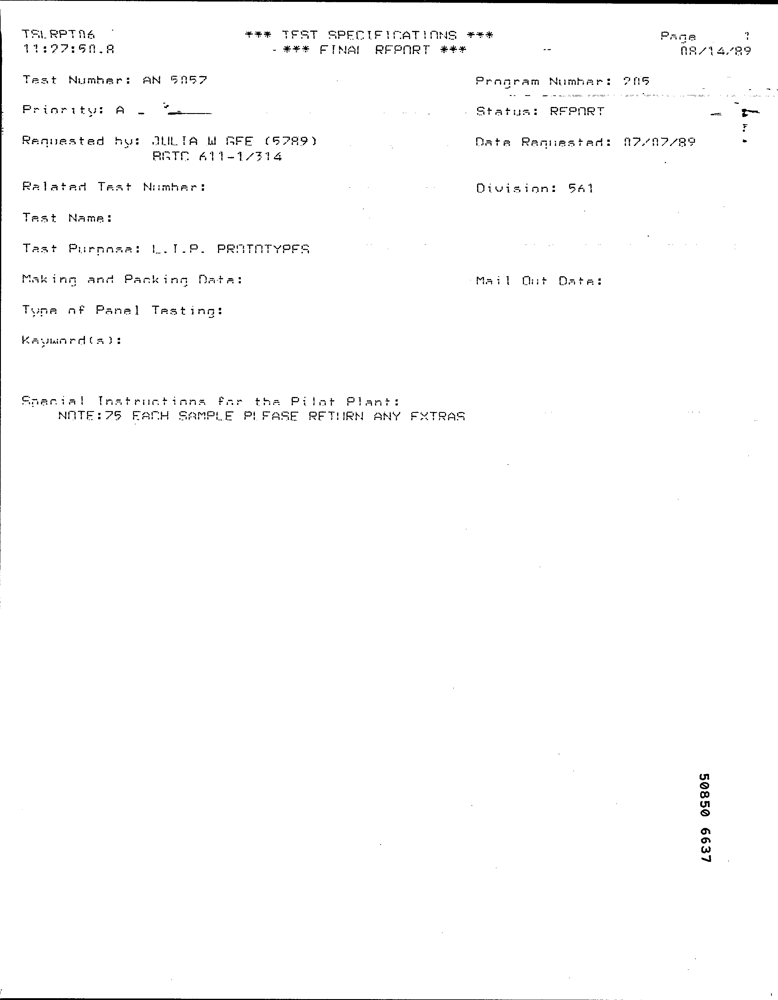 TSLRPT06 *** TEST SPECIFICATIONS *** Page
11:27:50.8 - *** FINAL REPORT *** 08/14/89
Test Number: AN 5057 Program Number: 205
Priority: A Status: REPORT
Requested by: JULIA W GEE (5789) Date Requested: 07/07/89
BGTC 611-1/314
Related Test Number: Division: 561
Test Name:
Test Purpose: L.I.P. PROTOTYPES
Making and Packing Date: Mail Out Date:
Type of Panel Testing:
Keyword(s):
Special Instructions for the Pilot Plant:
NOTE:75 EACH SAMPLE PLEASE RETURN ANY EXTRAS
50850 6637